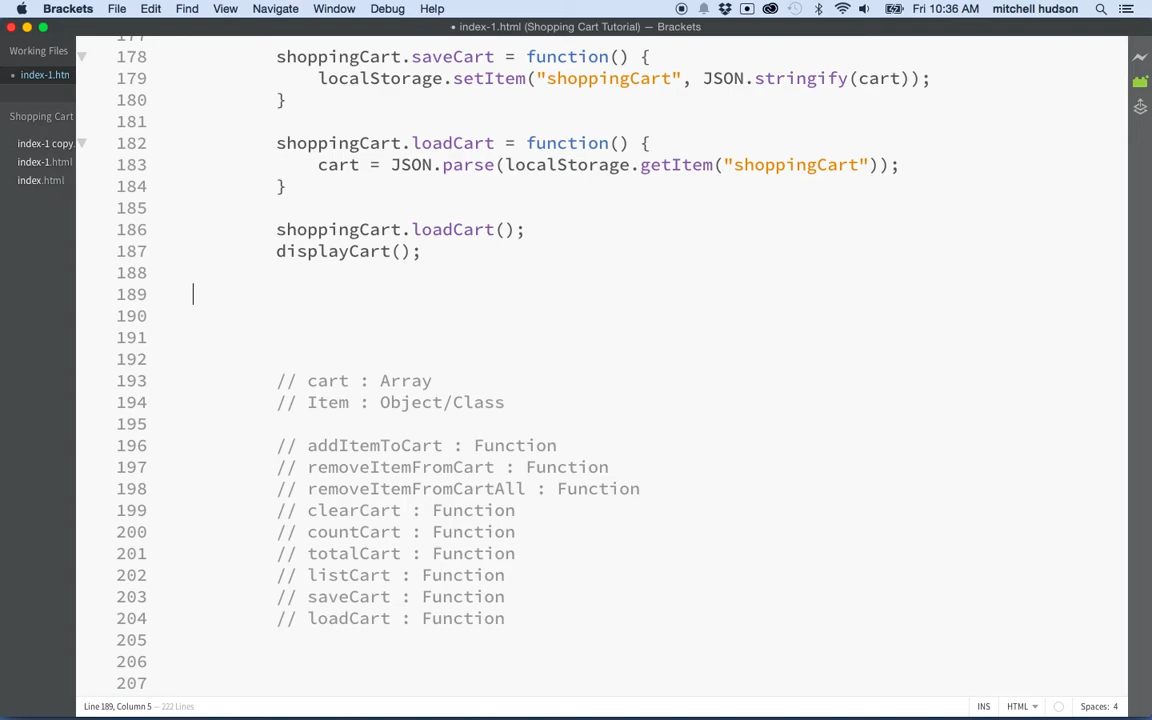 Brackets File Edit Find View Navigate Window Debug Help Fri 10:36 AM mitchell hudson
• index-1.html (Shopping Cart Tutorial) — Brackets
Working Files
• index-1.htn
Shopping Cart
index-1 copy.
index-1.html
index.html
177
178 shoppingCart.saveCart = function() {
179 localStorage.setItem("shoppingCart", JSON.stringify(cart));
180 }
181
182 shoppingCart.loadCart = function() {
183 cart = JSON.parse(localStorage.getItem("shoppingCart"));
184 }
185
186 shoppingCart.loadCart();
187 displayCart();
188
189
190
191
192
193 // cart : Array
194 // Item : Object/Class
195
196 // addItemToCart : Function
197 // removeItemFromCart : Function
198 // removeItemFromCartAll : Function
199 // clearCart : Function
200 // countCart : Function
201 // totalCart : Function
202 // listCart : Function
203 // saveCart : Function
204 // loadCart : Function
205
206
207
Line 189, Column 5 — 222 Lines INS HTML Spaces: 4